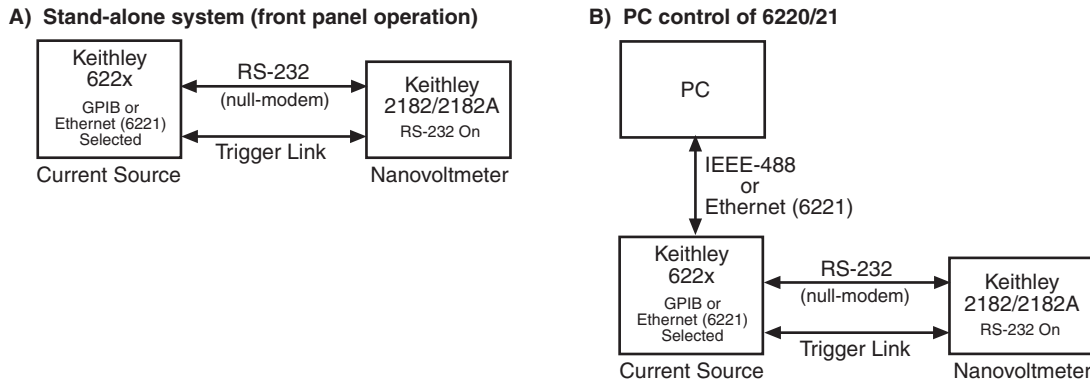 A) Stand-alone system (front panel operation)
Keithley
622x
GPIB or
Ethernet (6221)
Selected
Current Source
RS-232
(null-modem)
Trigger Link
Keithley
2182/2182A
RS-232 On
Nanovoltmeter
B) PC control of 6220/21
PC
IEEE-488
or
Ethernet (6221)
Keithley
622x
GPIB or
Ethernet (6221)
Selected
Current Source
RS-232
(null-modem)
Trigger Link
Keithley
2182/2182A
RS-232 On
Nanovoltmeter